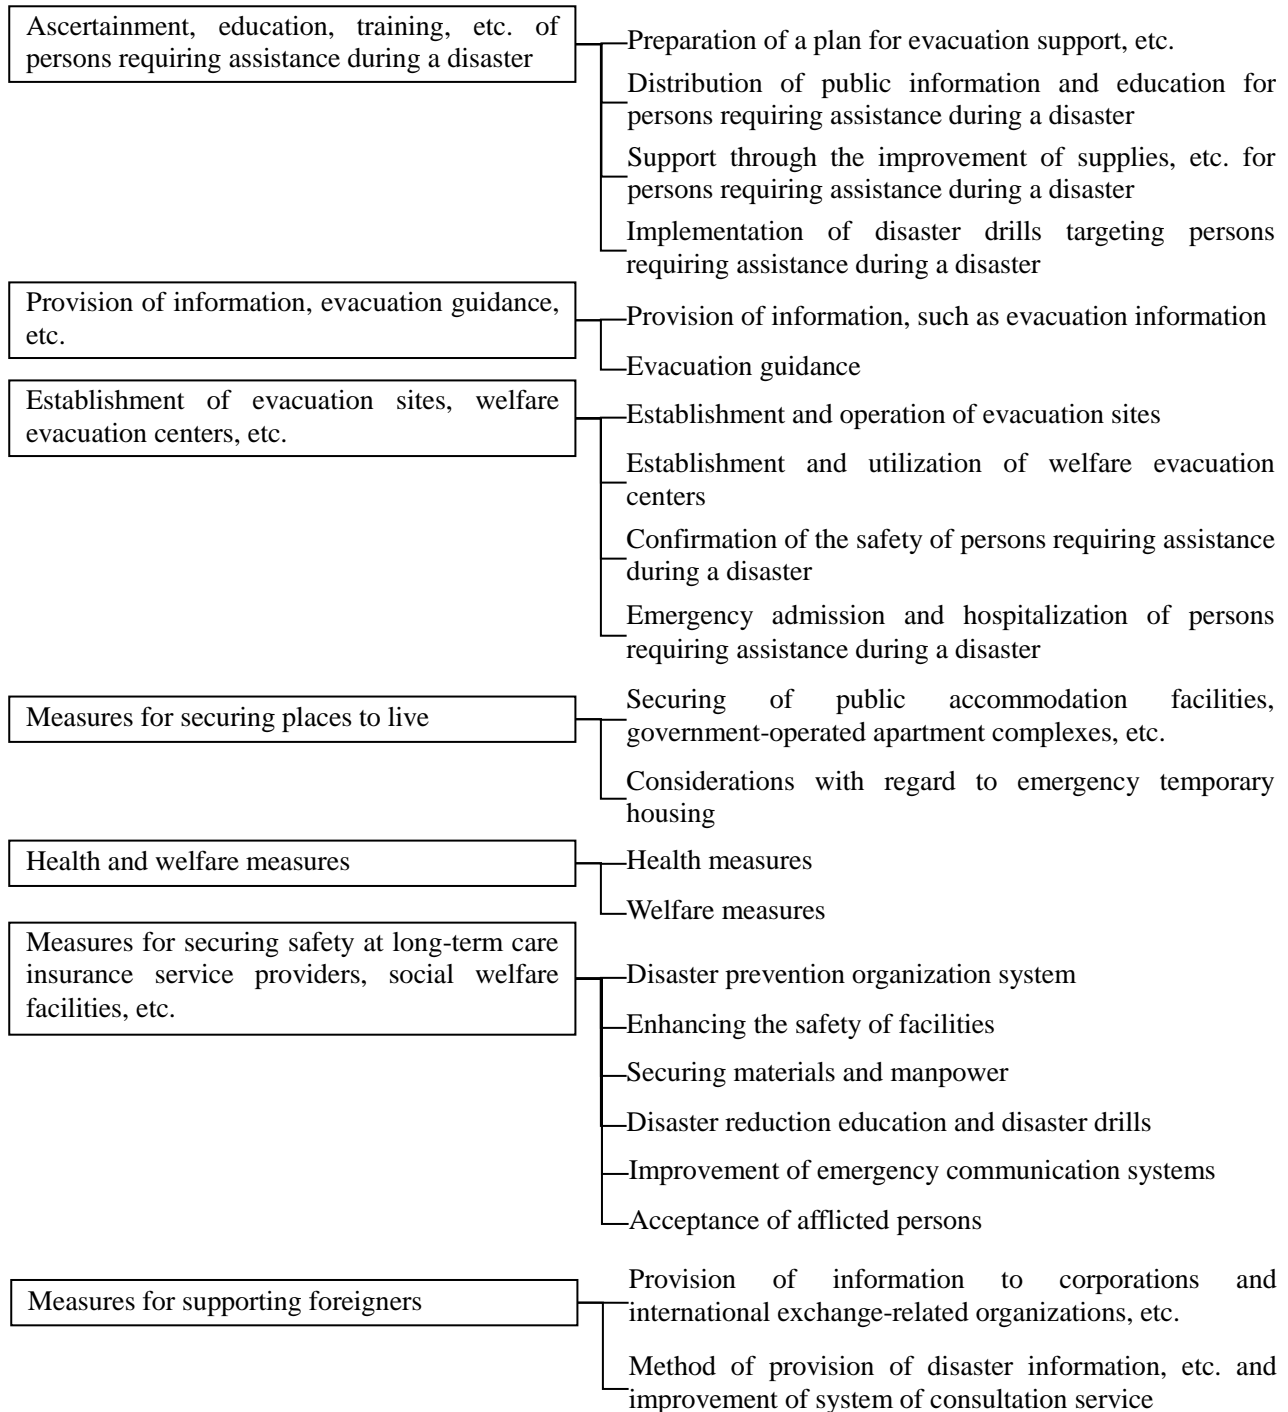 Ascertainment, education, training, etc. of
persons requiring assistance during a disaster
Preparation of a plan for evacuation support, etc.
Distribution of public information and education for
persons requiring assistance during a disaster
Support through the improvement of supplies, etc. for
persons requiring assistance during a disaster
Implementation of disaster drills targeting persons
requiring assistance during a disaster
Provision of information, evacuation guidance,
etc.
Provision of information, such as evacuation information
Evacuation guidance
Establishment of evacuation sites, welfare
evacuation centers, etc.
Establishment and operation of evacuation sites
Establishment and utilization of welfare evacuation
centers
Confirmation of the safety of persons requiring assistance
during a disaster
Emergency admission and hospitalization of persons
requiring assistance during a disaster
Measures for securing places to live
Securing of public accommodation facilities,
government-operated apartment complexes, etc.
Considerations with regard to emergency temporary
housing
Health and welfare measures
Health measures
Welfare measures
Measures for securing safety at long-term care
insurance service providers, social welfare
facilities, etc.
Disaster prevention organization system
Enhancing the safety of facilities
Securing materials and manpower
Disaster reduction education and disaster drills
Improvement of emergency communication systems
Acceptance of afflicted persons
Measures for supporting foreigners
Provision of information to corporations and
international exchange-related organizations, etc.
Method of provision of disaster information, etc. and
improvement of system of consultation service